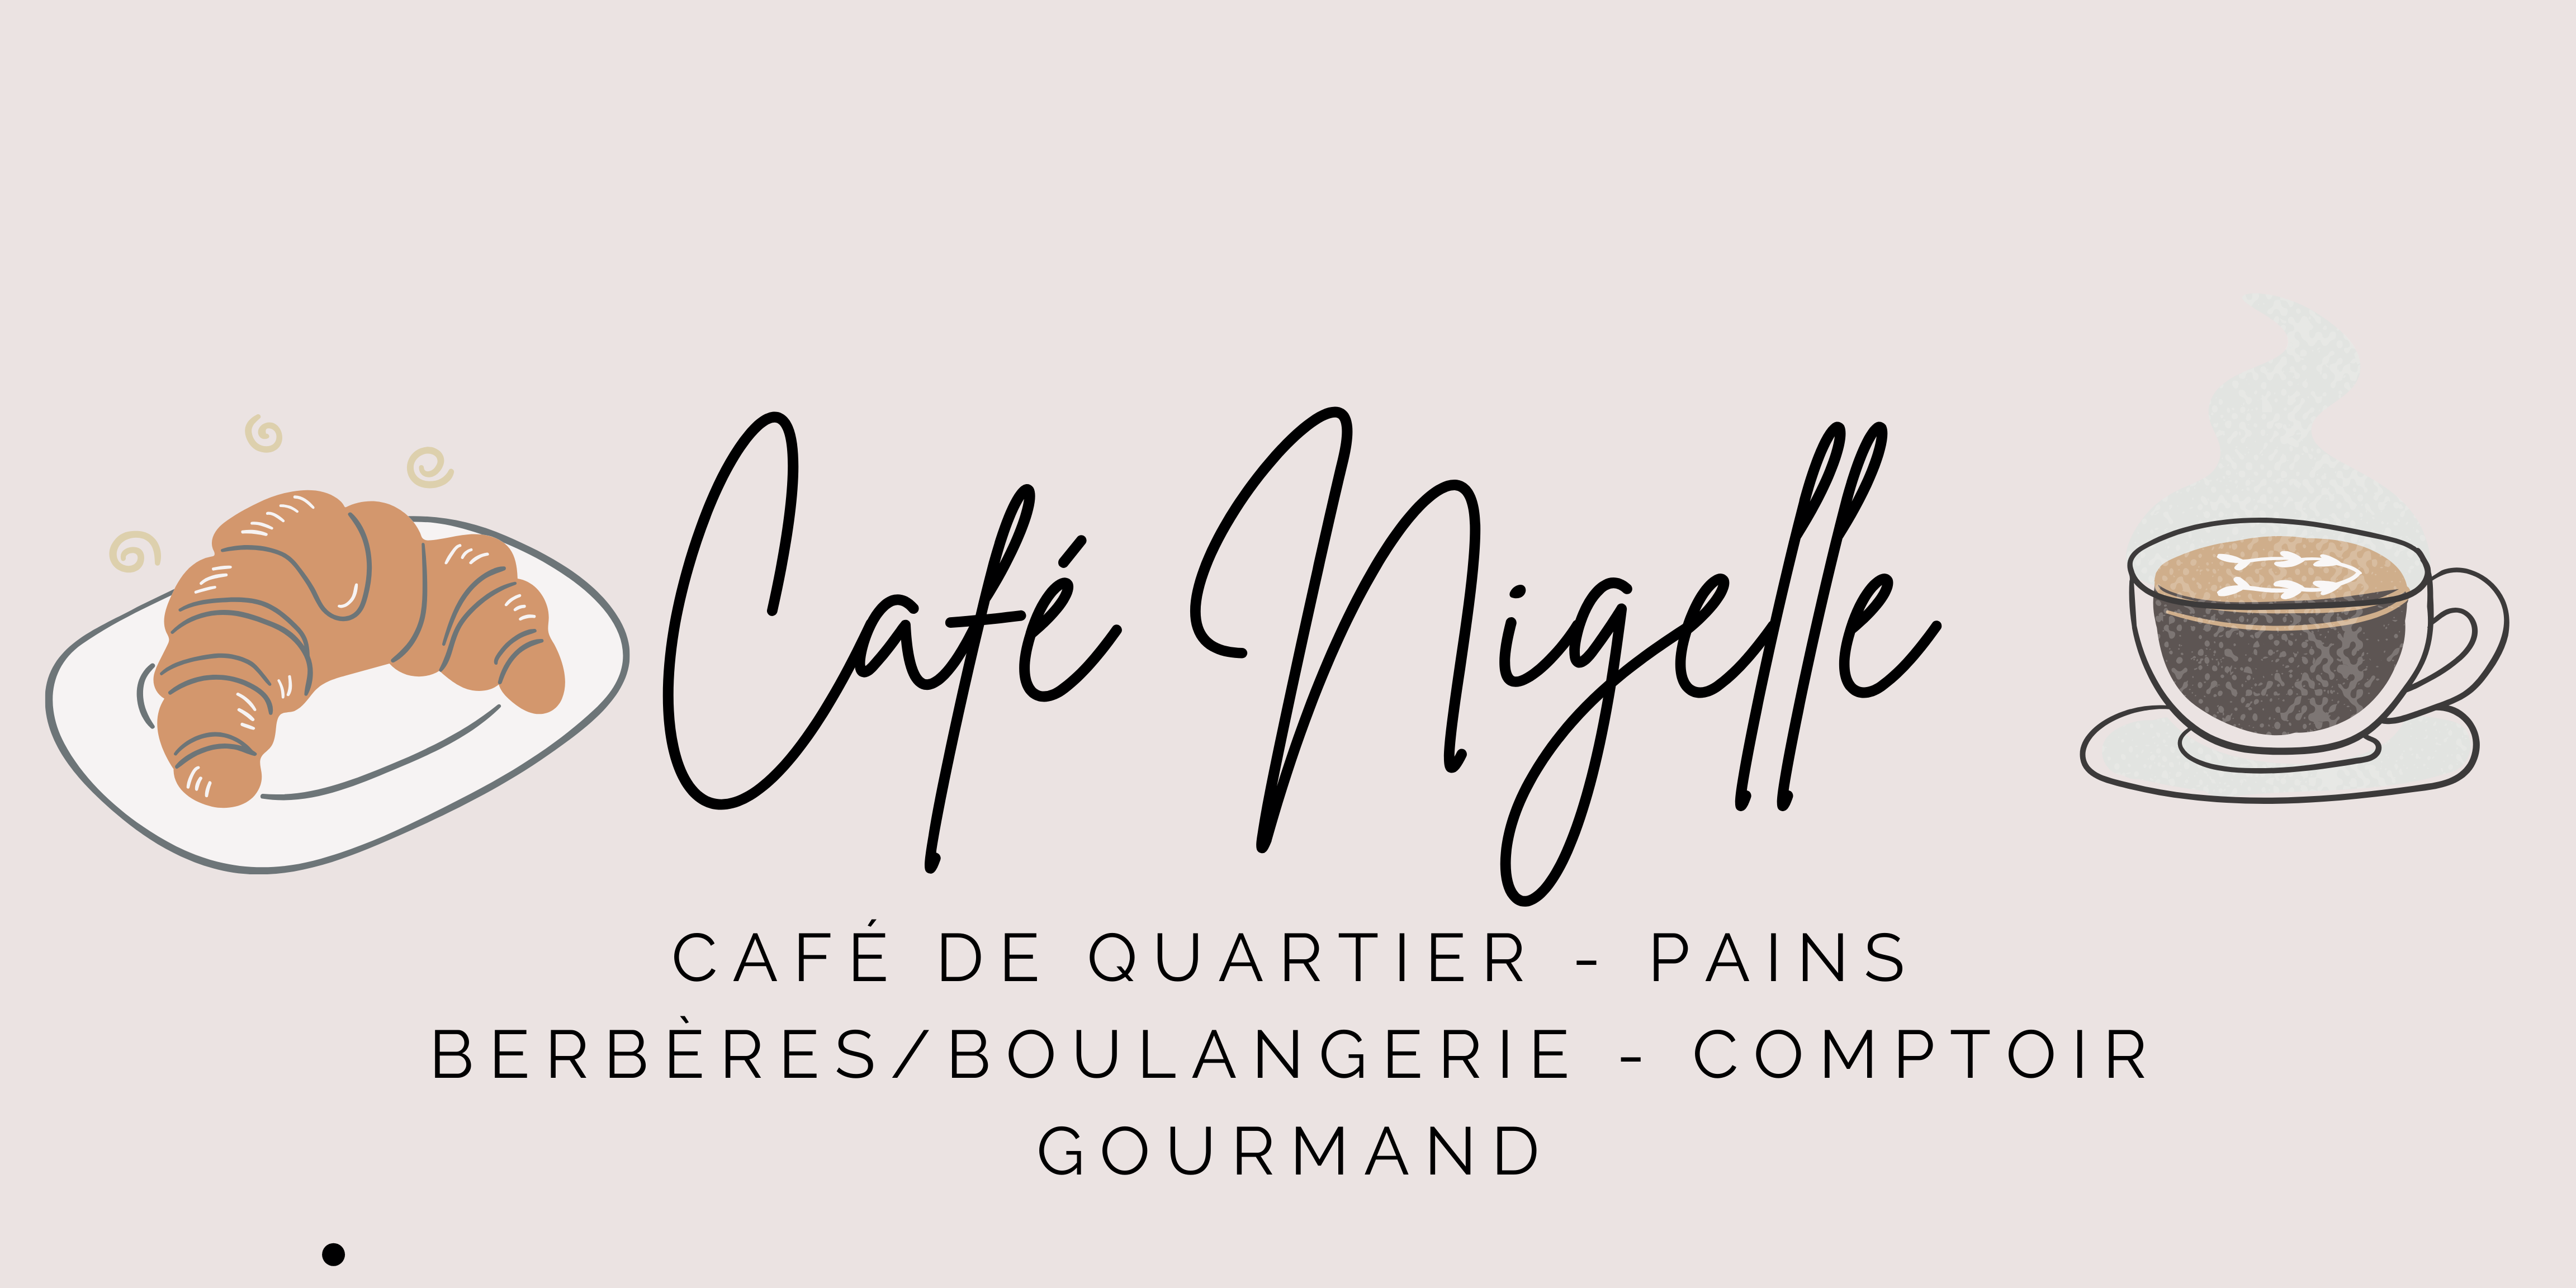 Café Nigelle
CAFÉ DE QUARTIER - PAINS
BERBÈRES/BOULANGERIE - COMPTOIR
GOURMAND
•